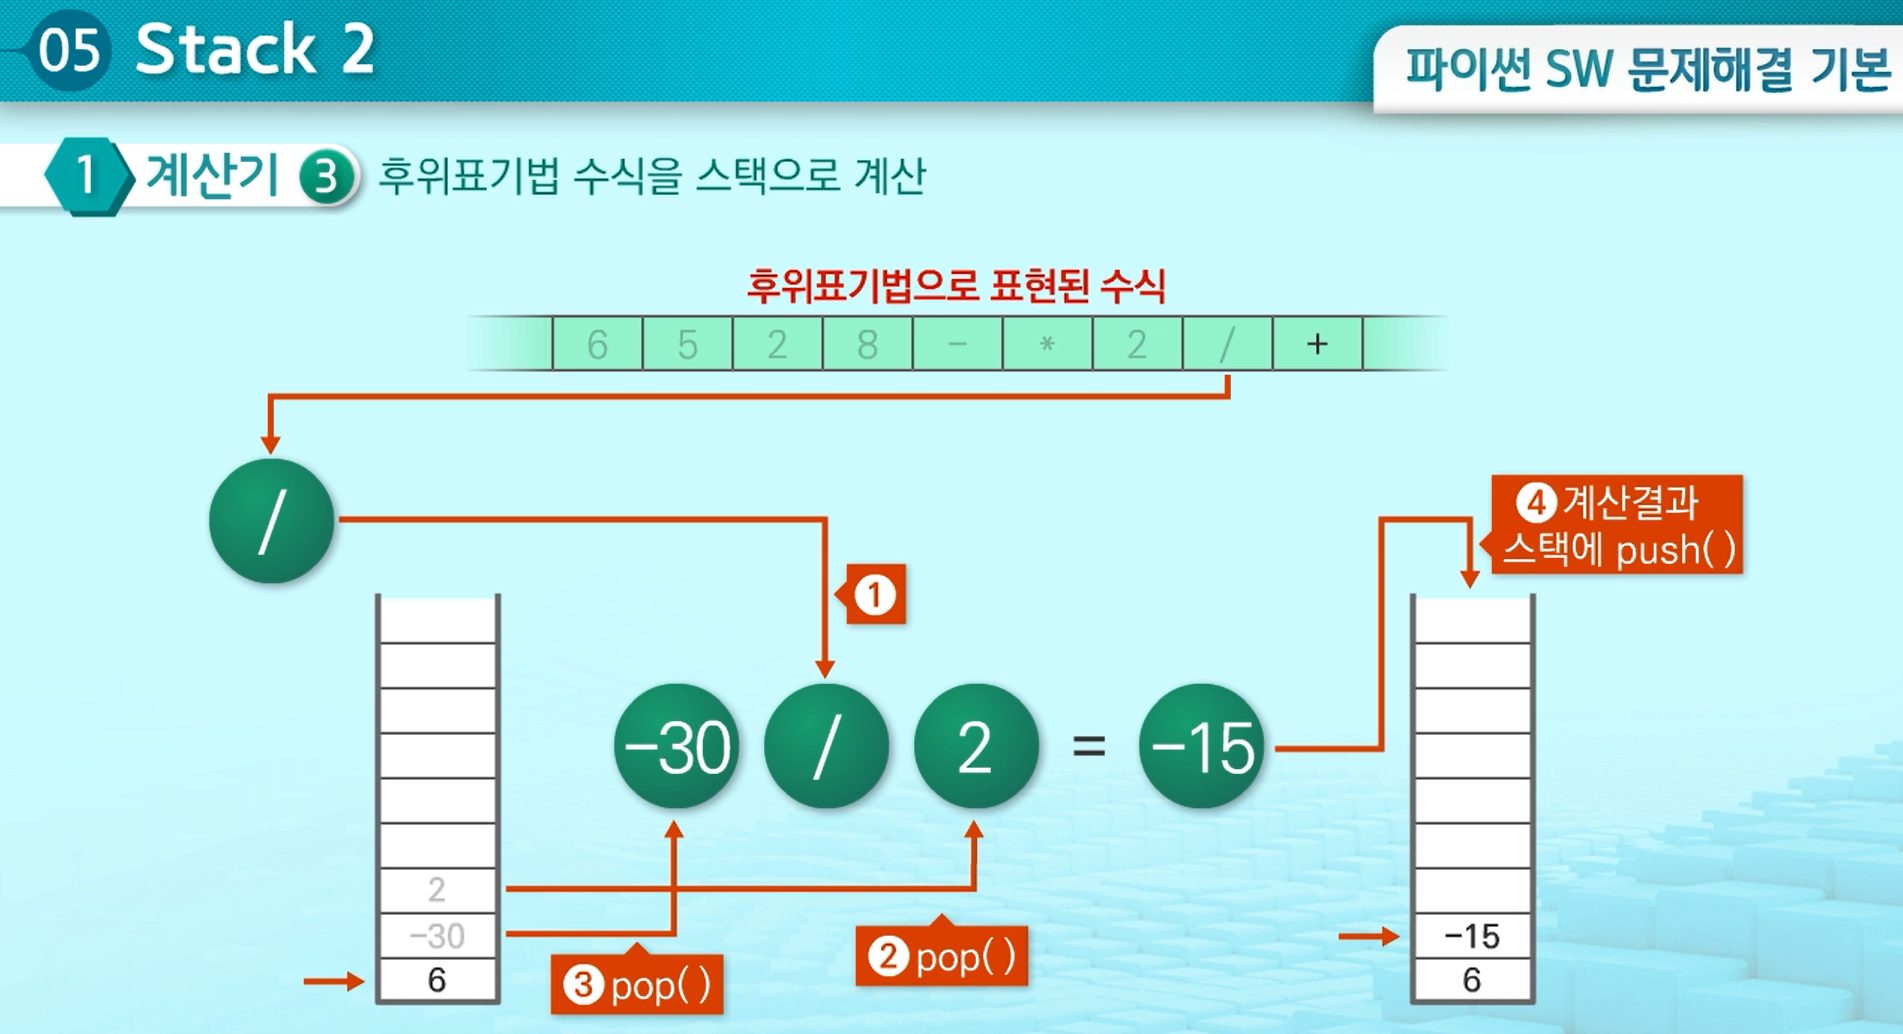 05 Stack 2
파이썬 SW 문제해결 기본
1 계산기 3 후위표기법 수식을 스택으로 계산
후위표기법으로 표현된 수식
6 5 2 8 - * 2 / +
/
4 계산결과
스택에 push( )
1
-30 / 2 = -15
2
-30
6
3 pop( )
2 pop( )
-15
6